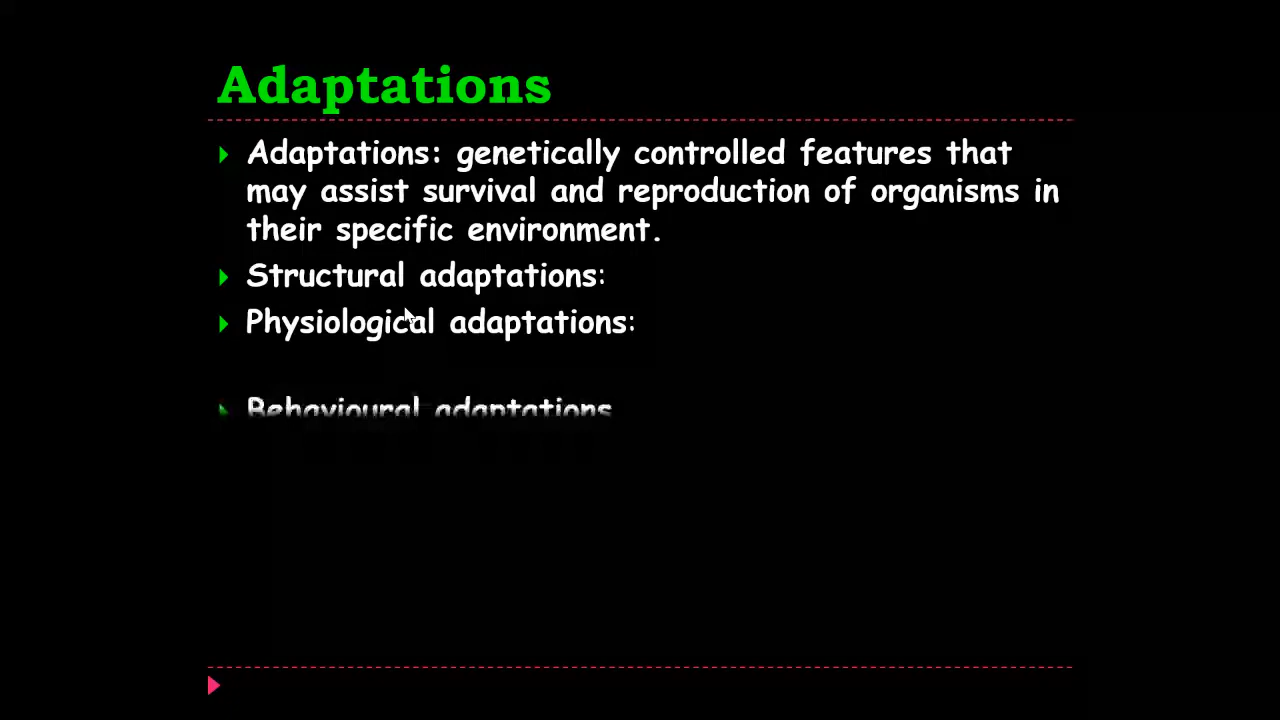 Adaptations
Adaptations: genetically controlled features that
may assist survival and reproduction of organisms in
their specific environment.
Structural adaptations:
Physiological adaptations:
Behavioural adaptations